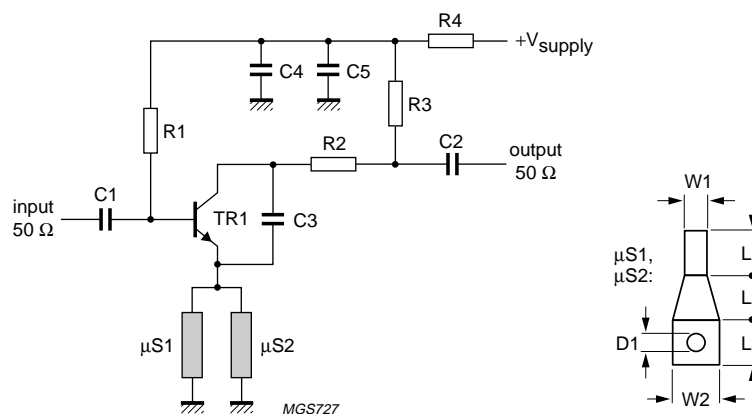 R4
+Vsupply
C4
C5
R3
R1
R2
C2
output
50 Ω
C1
input
50 Ω
TR1
C3
μS1
μS2
MGS727
W1
μS1,
μS2:
L
L
D1
L
W2